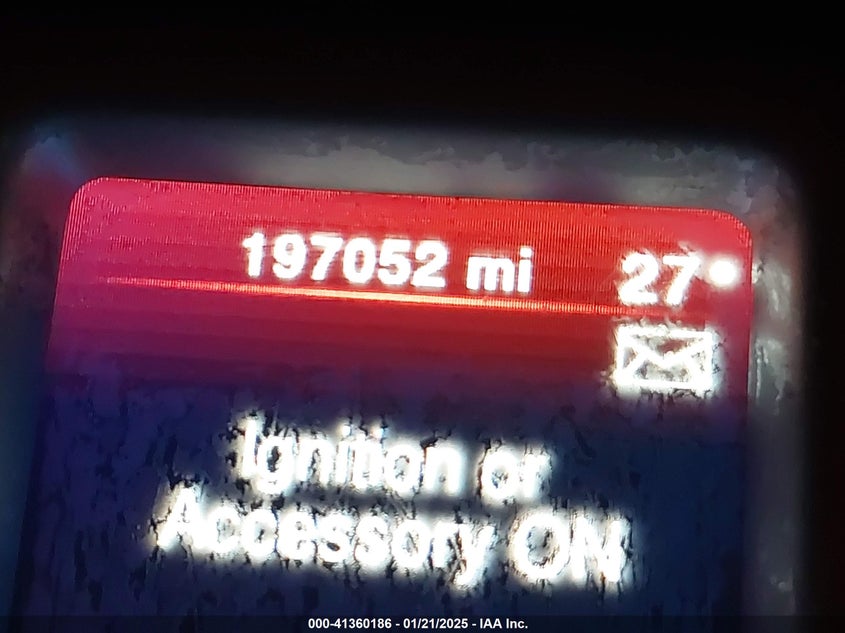 197052 mi 27°
Ignition or
Accessory ON
000-41360186 - 01/21/2025 - IAA Inc.